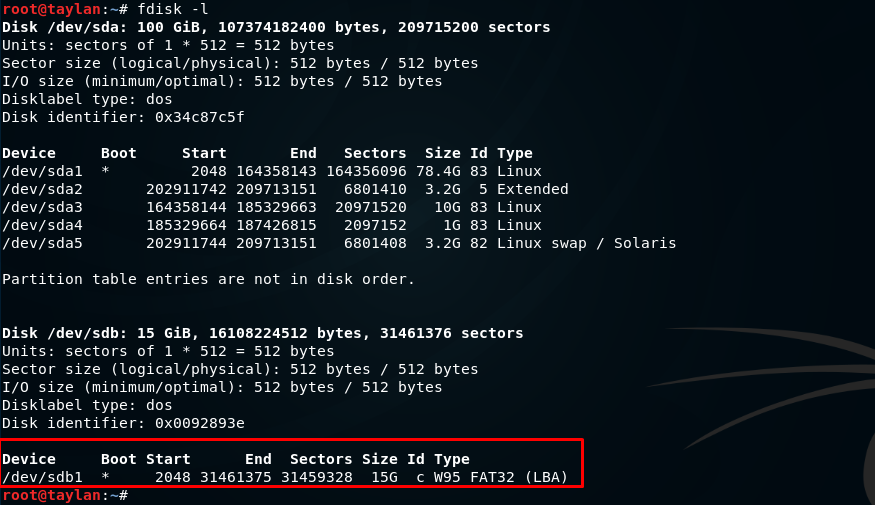 root@taylan:~# fdisk -l
Disk /dev/sda: 100 GiB, 107374182400 bytes, 209715200 sectors
Units: sectors of 1 * 512 = 512 bytes
Sector size (logical/physical): 512 bytes / 512 bytes
I/O size (minimum/optimal): 512 bytes / 512 bytes
Disklabel type: dos
Disk identifier: 0x34c87c5f

Device     Boot     Start       End   Sectors  Size Id Type
/dev/sda1  *         2048 164358143 164356096 78.4G 83 Linux
/dev/sda2       202911742 209713151   6801410  3.2G  5 Extended
/dev/sda3       164358144 185329663  20971520   10G 83 Linux
/dev/sda4       185329664 187426815   2097152    1G 83 Linux
/dev/sda5       202911744 209713151   6801408  3.2G 82 Linux swap / Solaris

Partition table entries are not in disk order.

Disk /dev/sdb: 15 GiB, 16108224512 bytes, 31461376 sectors
Units: sectors of 1 * 512 = 512 bytes
Sector size (logical/physical): 512 bytes / 512 bytes
I/O size (minimum/optimal): 512 bytes / 512 bytes
Disklabel type: dos
Disk identifier: 0x0092893e

Device     Boot Start      End  Sectors Size Id Type
/dev/sdb1  *     2048 31461375 31459328  15G  c W95 FAT32 (LBA)
root@taylan:~#